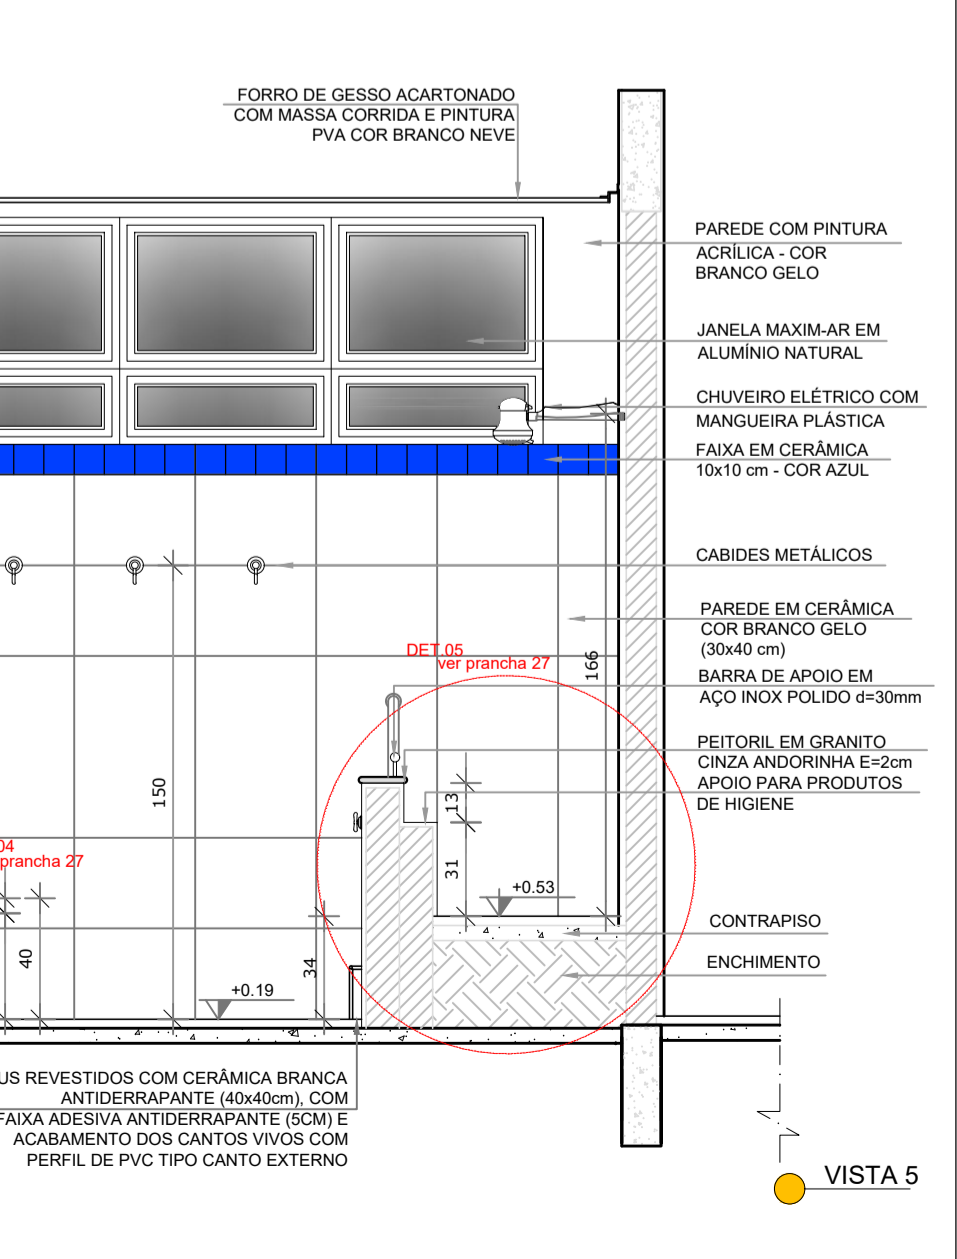 FORRO DE GESSO ACARTONADO
COM MASSA CORRIDA E PINTURA
PVA COR BRANCO NEVE
PAREDE COM PINTURA
ACRÍLICA - COR
BRANCO GELO
JANELA MAXIM-AR EM
ALUMÍNIO NATURAL
CHUVEIRO ELÉTRICO COM
MANGUEIRA PLÁSTICA
FAIXA EM CERÂMICA
10x10 cm - COR AZUL
CABIDES METÁLICOS
PAREDE EM CERÂMICA
COR BRANCO GELO
(30x40 cm)
DET.05
ver prancha 27
166
BARRA DE APOIO EM
AÇO INOX POLIDO d=30mm
PEITORIL EM GRANITO
CINZA ANDORINHA E=2cm
APOIO PARA PRODUTOS
DE HIGIENE
150
13
31
04
prancha 27
+0.53
CONTRAPISO
ENCHIMENTO
40
34
+0.19
US REVESTIDOS COM CERÂMICA BRANCA
ANTIDERRAPANTE (40x40cm), COM
FAIXA ADESIVA ANTIDERRAPANTE (5CM) E
ACABAMENTO DOS CANTOS VIVOS COM
PERFIL DE PVC TIPO CANTO EXTERNO
VISTA 5